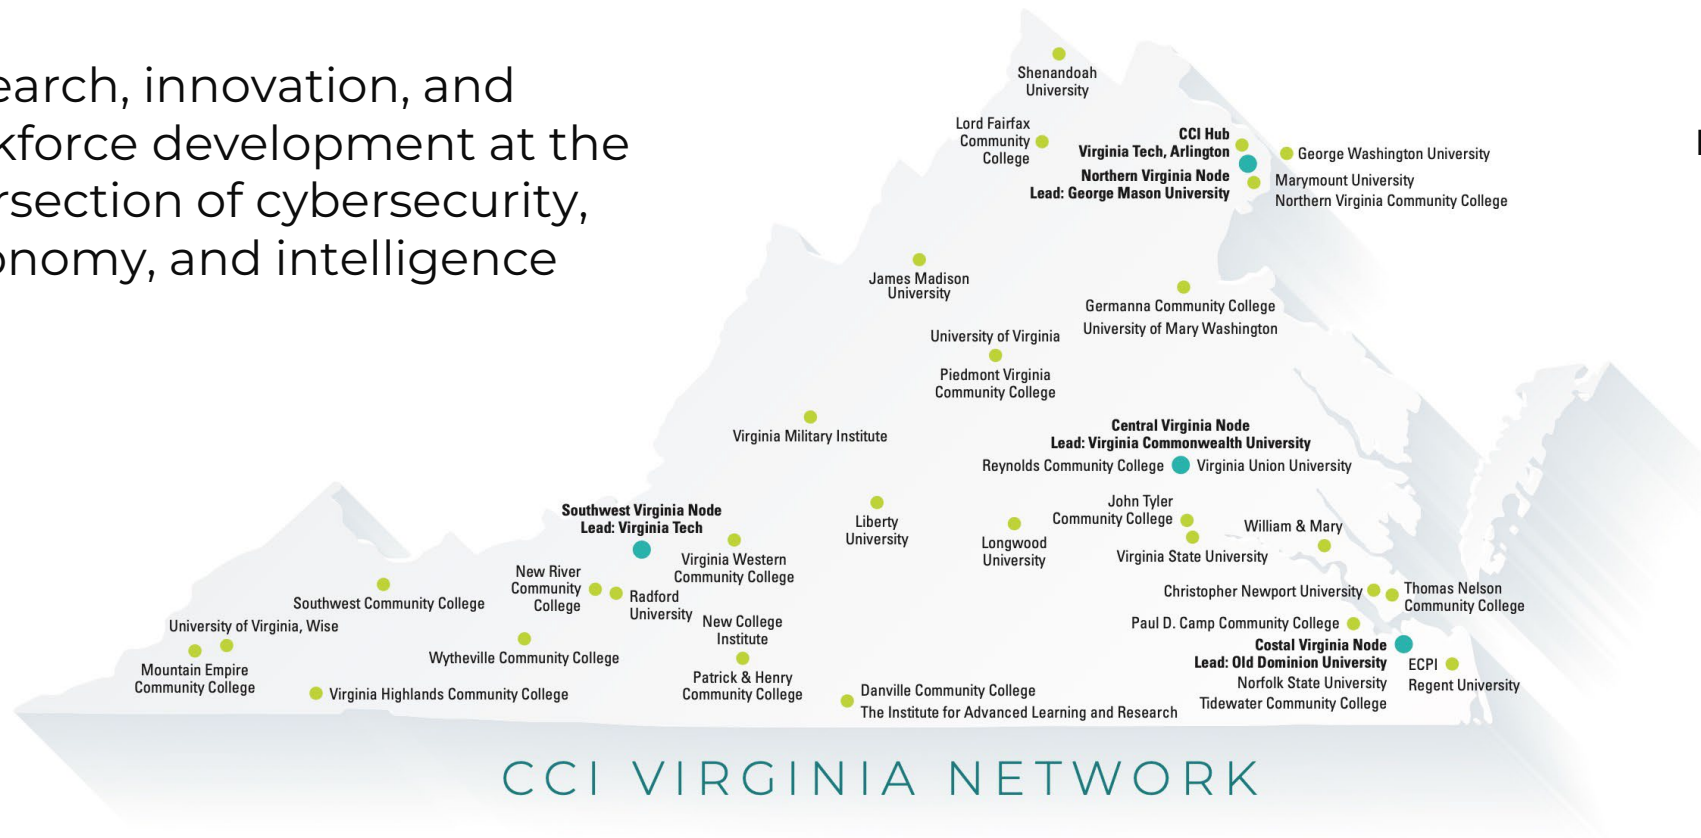 earch, innovation, and
kforce development at the
rsection of cybersecurity,
onomy, and intelligence
Shenandoah
University
Lord Fairfax
Community
College
CCI Hub
Virginia Tech, Arlington
Northern Virginia Node
Lead: George Mason University
George Washington University
Marymount University
Northern Virginia Community College
James Madison
University
Germanna Community College
University of Mary Washington
University of Virginia
Piedmont Virginia
Community College
Virginia Military Institute
Central Virginia Node
Lead: Virginia Commonwealth University
Reynolds Community College
Virginia Union University
Southwest Virginia Node
Lead: Virginia Tech
Virginia Western
Community College
Liberty
University
Longwood
University
John Tyler
Community College
Virginia State University
William & Mary
New River
Community
College
Radford
University
Southwest Community College
University of Virginia, Wise
Mountain Empire
Community College
Wytheville Community College
Virginia Highlands Community College
New College
Institute
Patrick & Henry
Community College
Danville Community College
The Institute for Advanced Learning and Research
Christopher Newport University
Thomas Nelson
Community College
Paul D. Camp Community College
Costal Virginia Node
Lead: Old Dominion University
Norfolk State University
Tidewater Community College
ECPI
Regent University
CCI VIRGINIA NETWORK